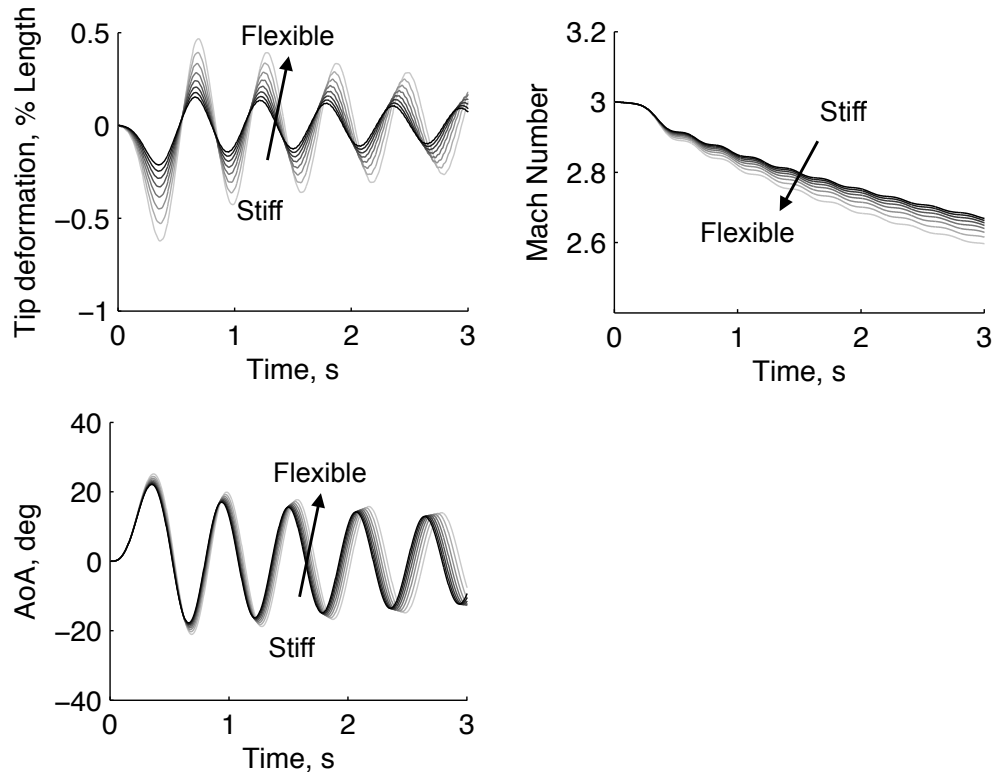 Tip deformation, % Length
0.5
0
−0.5
−1
Flexible
Stiff
0
1
2
3
Time, s
Mach Number
3.2
3
2.8
2.6
Stiff
Flexible
0
1
2
3
Time, s
AoA, deg
40
20
0
−20
−40
Flexible
Stiff
0
1
2
3
Time, s